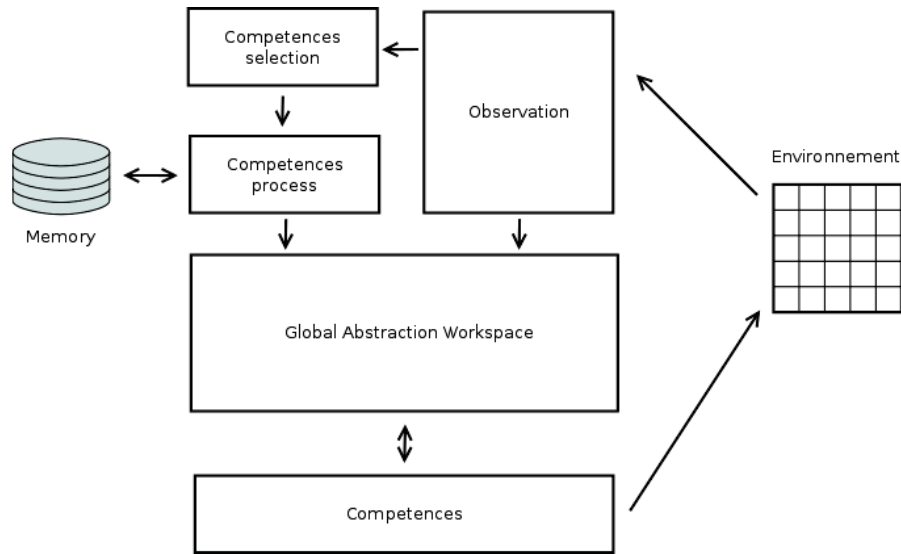 Competences
selection
Observation
Competences
process
Environnement
Memory
Global Abstraction Workspace
Competences